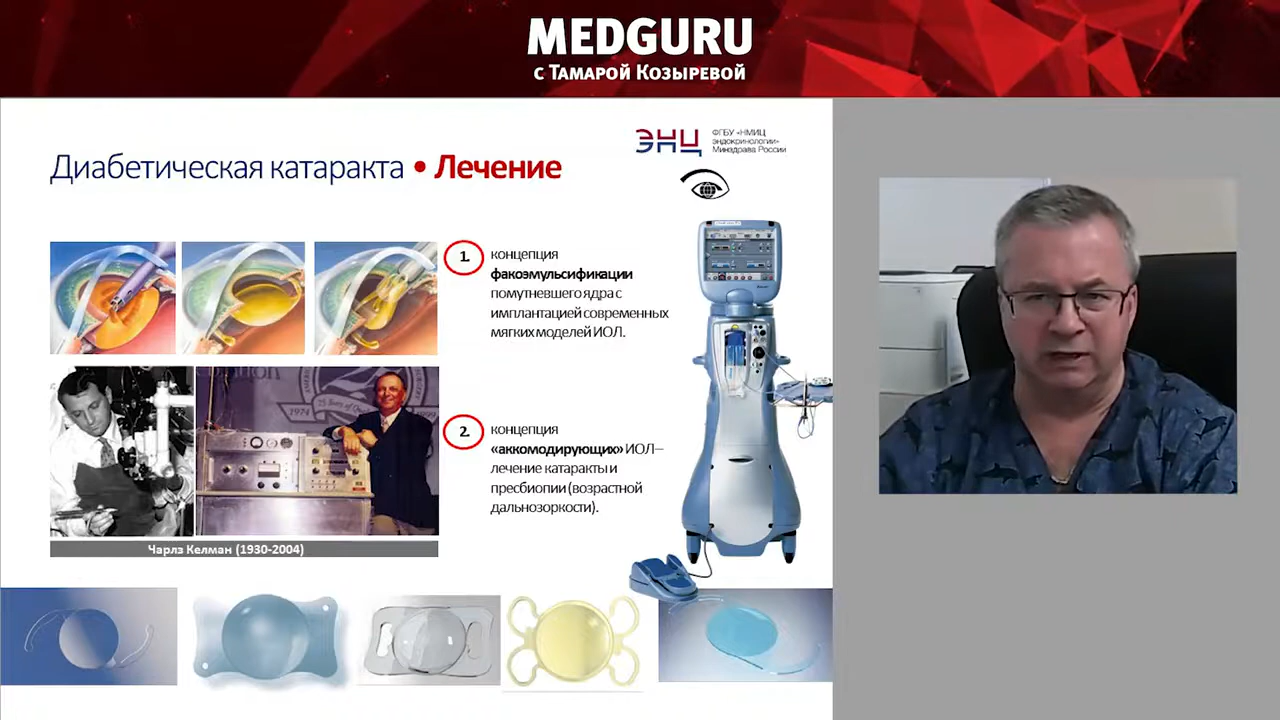 MEDGURU
с Тамарой Козыревой
Диабетическая катаракта • Лечение
ЭНЦ
ФГБУ «НМИЦ
эндокринологии»
Минздрава России
1.
концепция
факоэмульсификации
помутневшего ядра с
имплантацией современных
мягких моделей ИОЛ.
2.
концепция
«аккомодирующих» ИОЛ –
лечение катаракты и
пресбиопии (возрастной
дальнозоркости).
1974
Чарлз Келман (1930-2004)